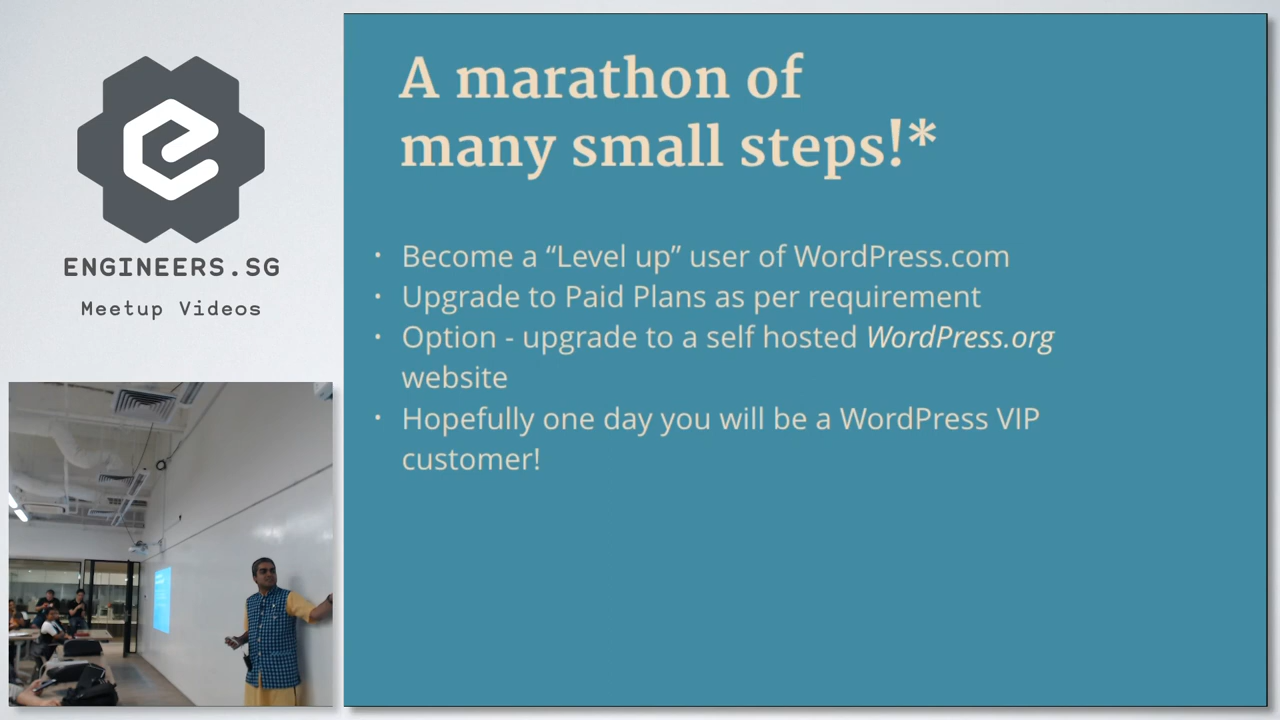 ENGINEERS.SG
Meetup Videos
A marathon of
many small steps!*
• Become a “Level up” user of WordPress.com
• Upgrade to Paid Plans as per requirement
• Option - upgrade to a self hosted WordPress.org
website
• Hopefully one day you will be a WordPress VIP
customer!